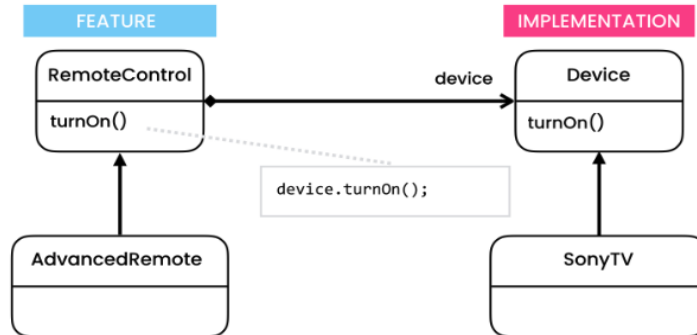 FEATURE
IMPLEMENTATION
RemoteControl
turnOn()
device
Device
turnOn()
device.turnOn();
AdvancedRemote
SonyTV